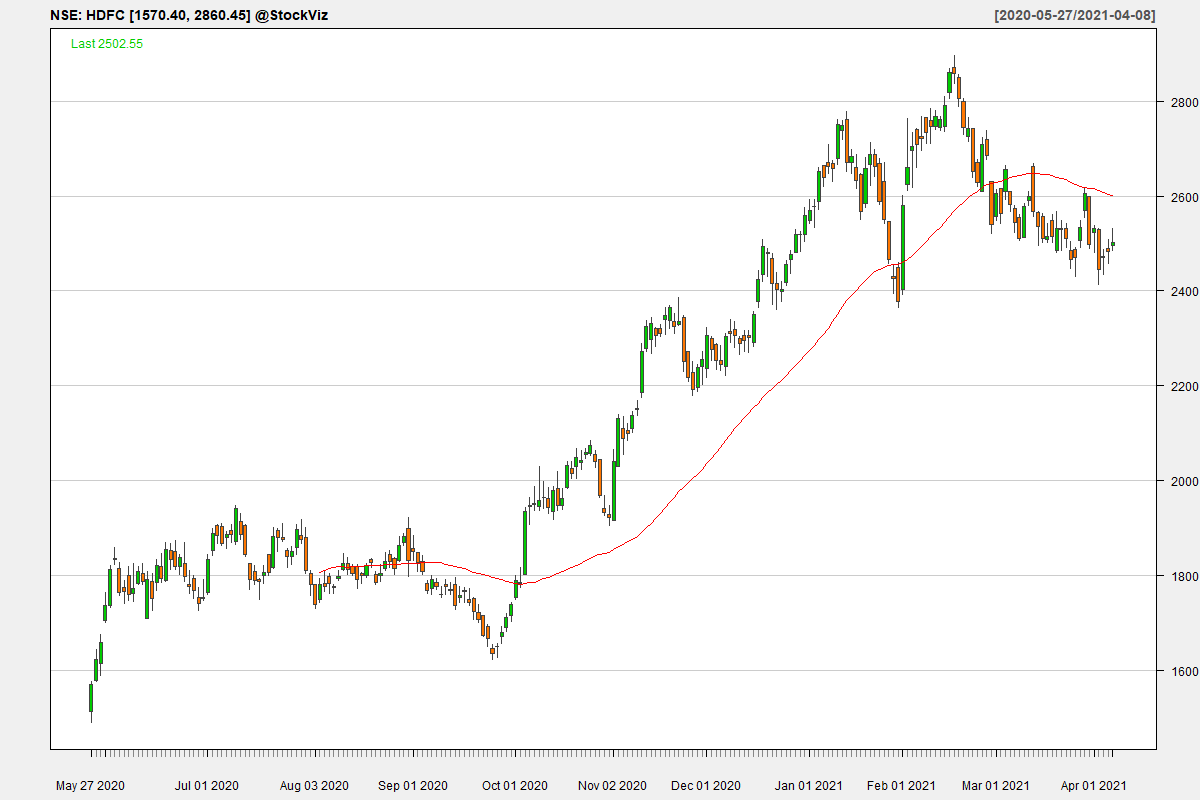 NSE: HDFC [1570.40, 2860.45] @StockViz [2020-05-27/2021-04-08]
Last 2502.55
2800
2600
2400
2200
2000
1800
1600
May 27 2020 Jul 01 2020 Aug 03 2020 Sep 01 2020 Oct 01 2020 Nov 02 2020 Dec 01 2020 Jan 01 2021 Feb 01 2021 Mar 01 2021 Apr 01 2021